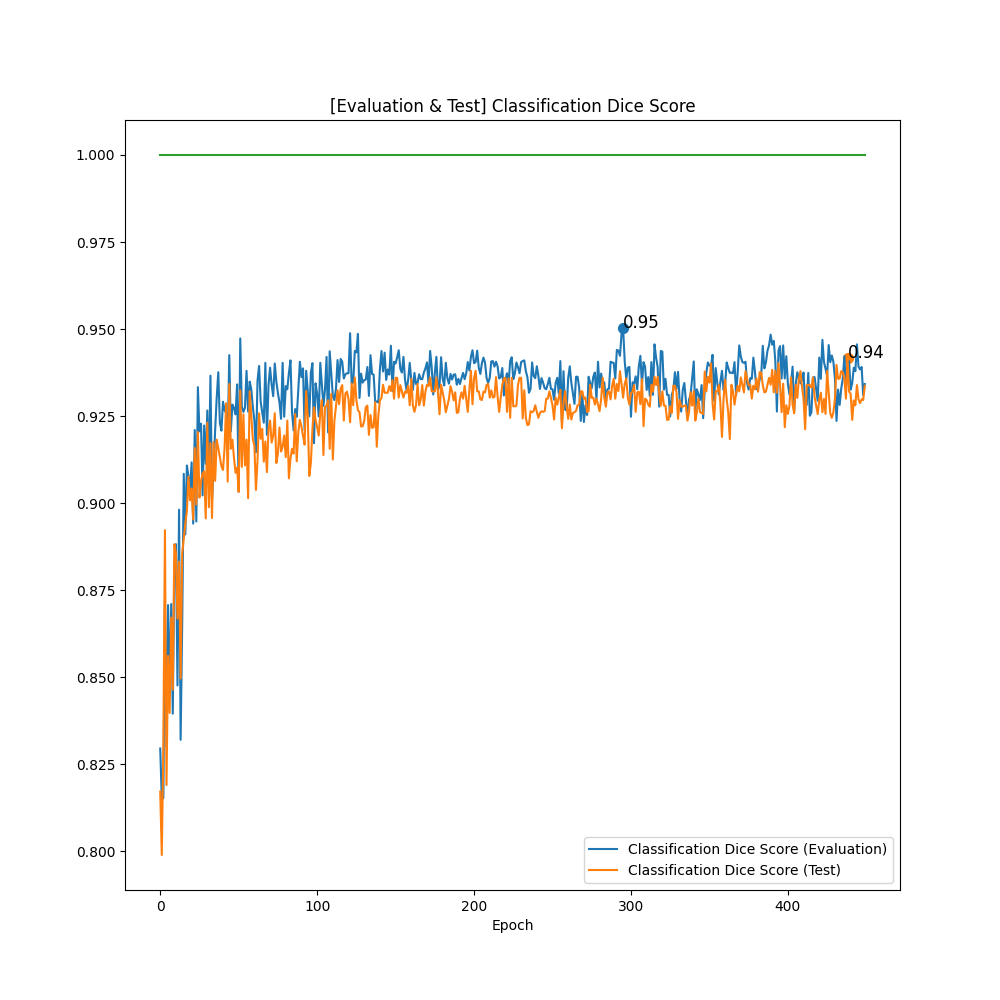 [Evaluation & Test] Classification Dice Score
1.000
0.975
0.950
0.925
0.900
0.875
0.850
0.825
0.800
0.95
0.94
Classification Dice Score (Evaluation)
Classification Dice Score (Test)
0 100 200 300 400
Epoch